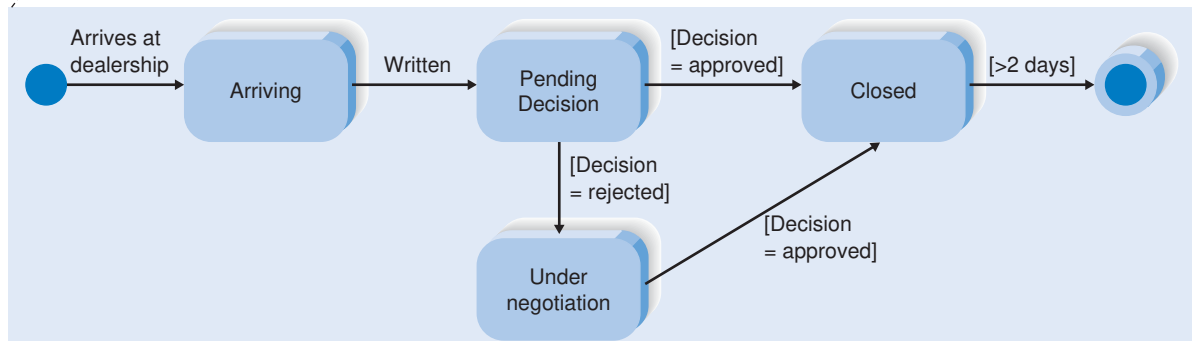 Arrives at
dealership
Arriving
Written
Pending
Decision
[Decision
= approved]
Closed
[>2 days]
[Decision
= rejected]
Under
negotiation
[Decision
= approved]